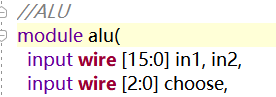 //ALU
module alu(
input wire [15:0] in1, in2,
input wire [2:0] choose,